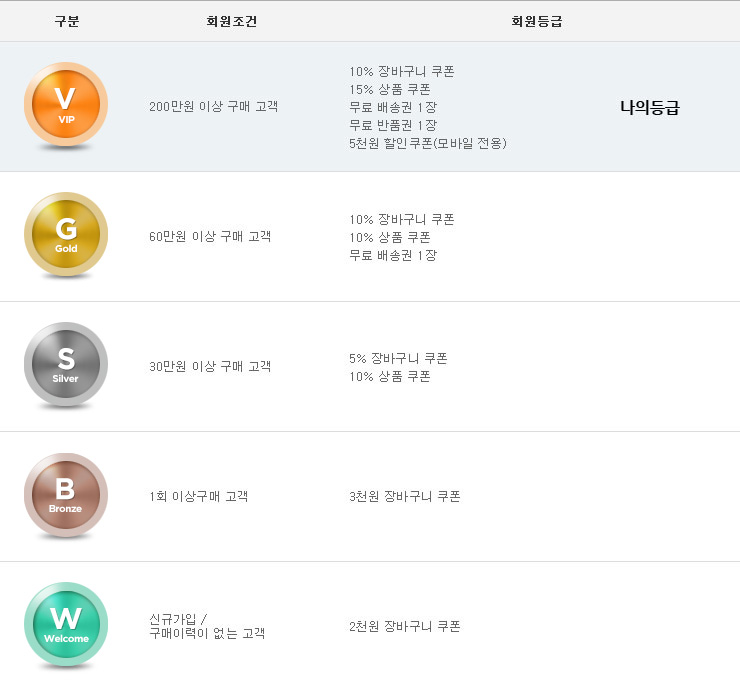 구분 회원조건 회원등급
V
VIP
200만원 이상 구매 고객
10% 장바구니 쿠폰
15% 상품 쿠폰
무료 배송권 1장
무료 반품권 1장
5천원 할인쿠폰(모바일 전용)
나의등급
G
Gold
60만원 이상 구매 고객
10% 장바구니 쿠폰
10% 상품 쿠폰
무료 배송권 1장
S
Silver
30만원 이상 구매 고객
5% 장바구니 쿠폰
10% 상품 쿠폰
B
Bronze
1회 이상구매 고객
3천원 장바구니 쿠폰
W
Welcome
신규가입 /
구매이력이 없는 고객
2천원 장바구니 쿠폰